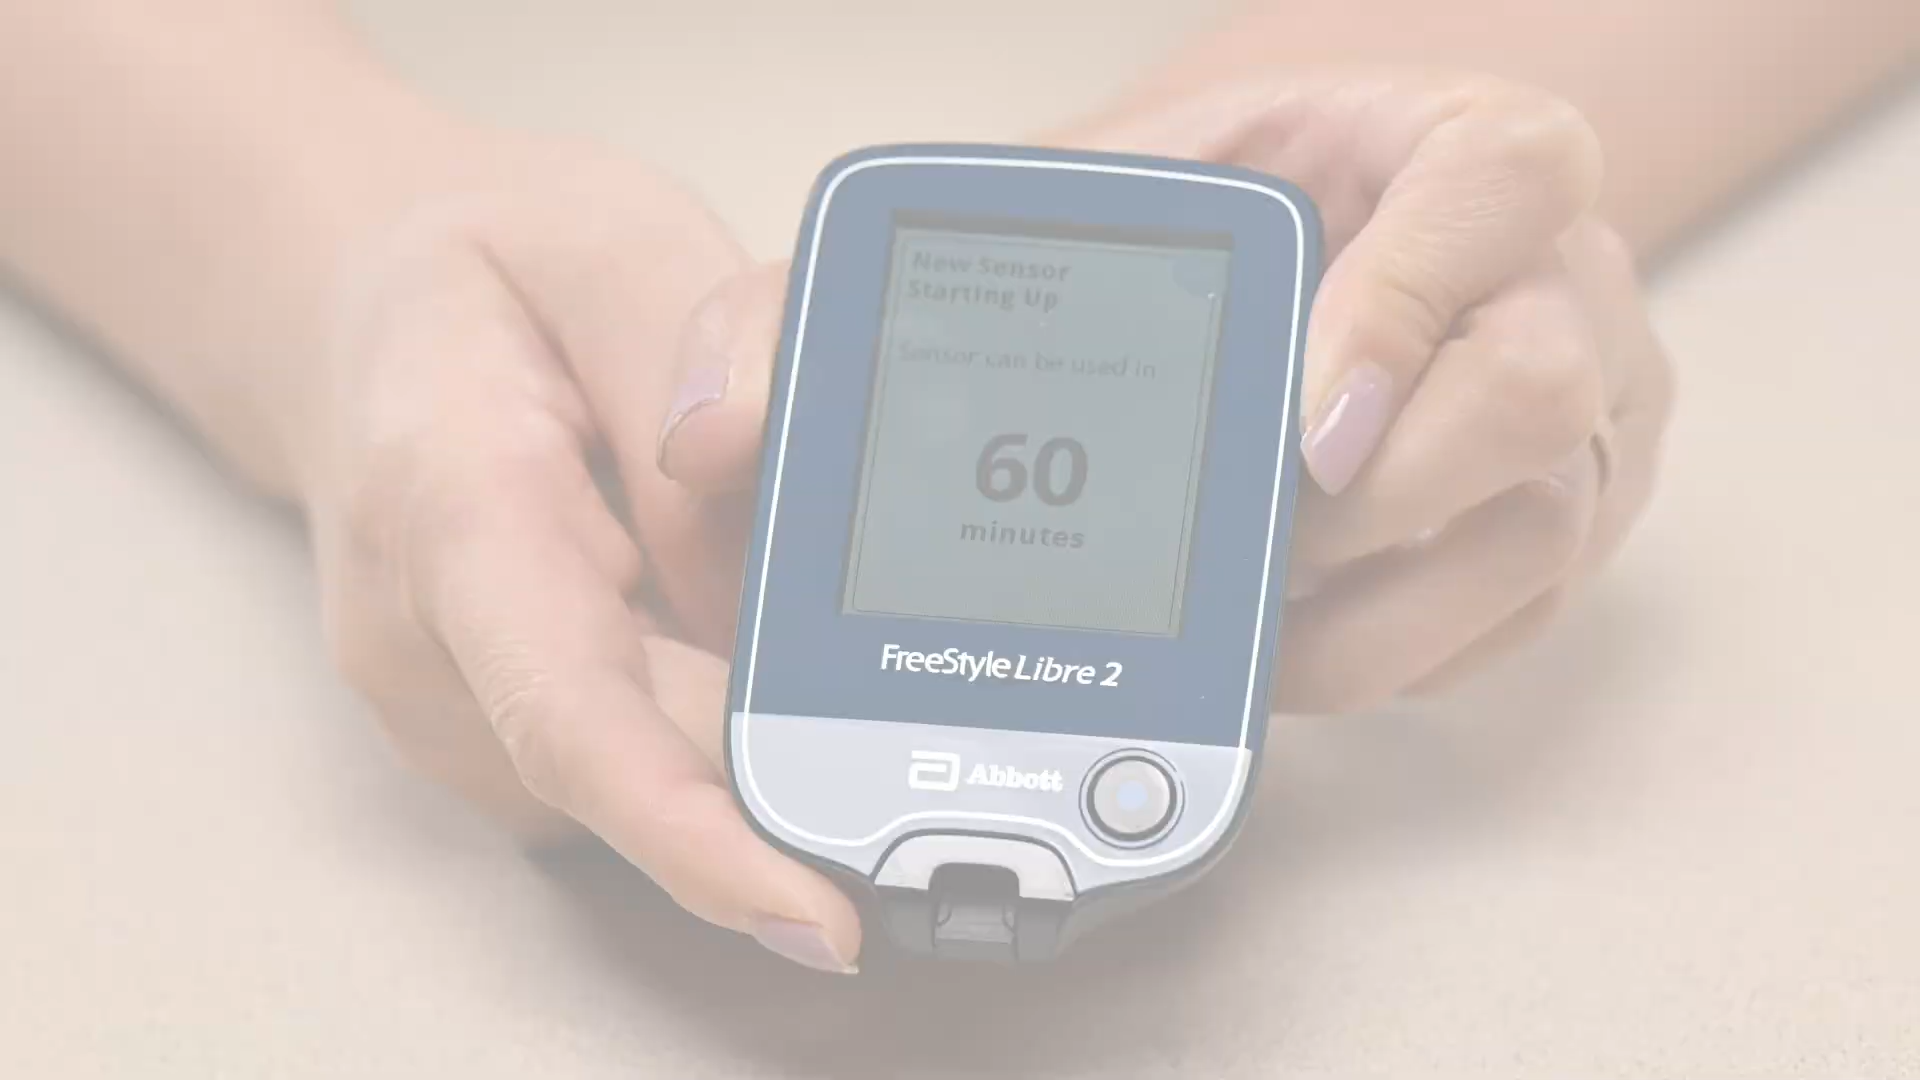 New Sensor
Starting Up
Sensor can be used in
60
minutes
FreeStyle Libre 2
Abbott